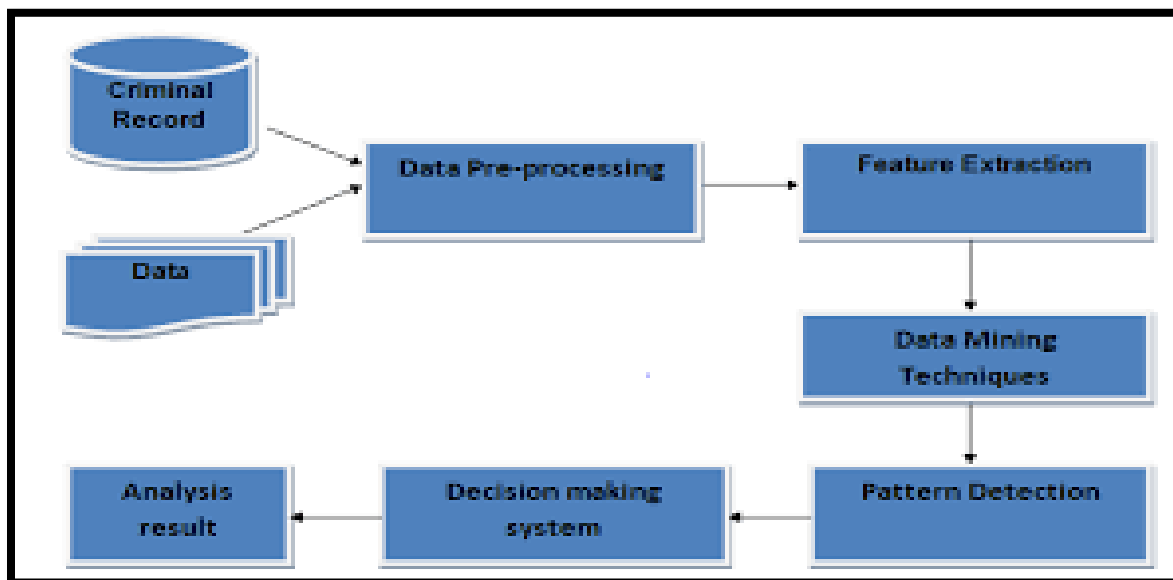 Criminal
Record
Data Pre-processing
Feature Extraction
Data
Data Mining
Techniques
Pattern Detection
Decision making
system
Analysis
result